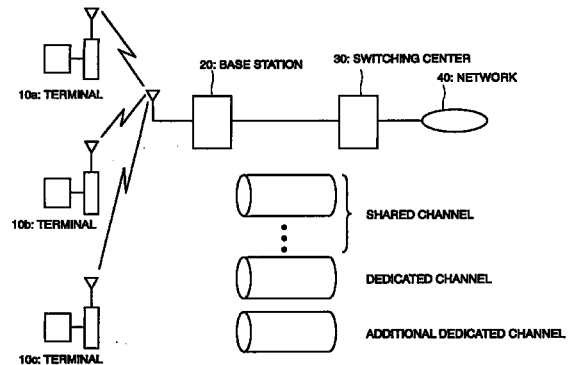 30: SWITCHING CENTER
20: BASE STATION
40: NETWORK
10a: TERMINAL
10b: TERMINAL
SHARED CHANNEL
DEDICATED CHANNEL
ADDITIONAL DEDICATED CHANNEL
10c: TERMINAL